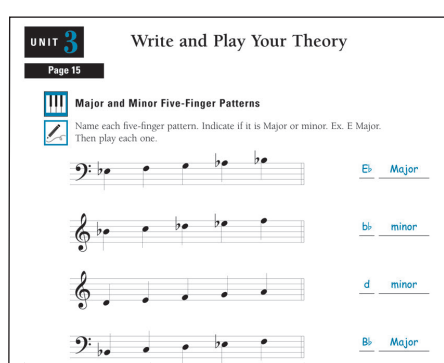 UNIT 3 Write and Play Your Theory
Page 15
Major and Minor Five-Finger Patterns
Name each five-finger pattern. Indicate if it is Major or minor. Ex. E Major.
Then play each one.
E♭ Major
b♭ minor
d minor
B♭ Major